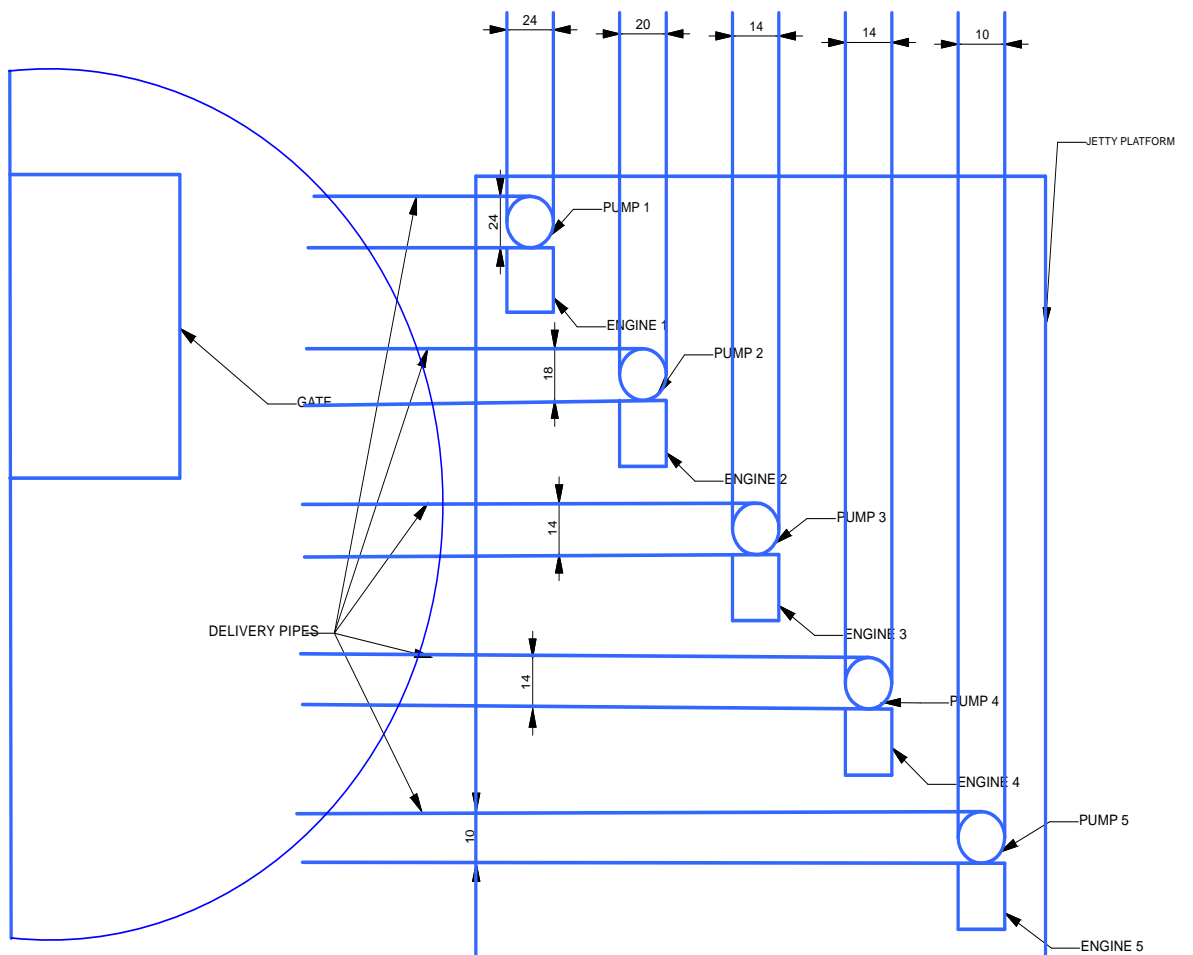 24
20
14
14
10
JETTY PLATFORM
24
PUMP 1
ENGINE 1
18
PUMP 2
GATE
ENGINE 2
14
PUMP 3
DELIVERY PIPES
ENGINE 3
14
PUMP 4
ENGINE 4
10
PUMP 5
ENGINE 5